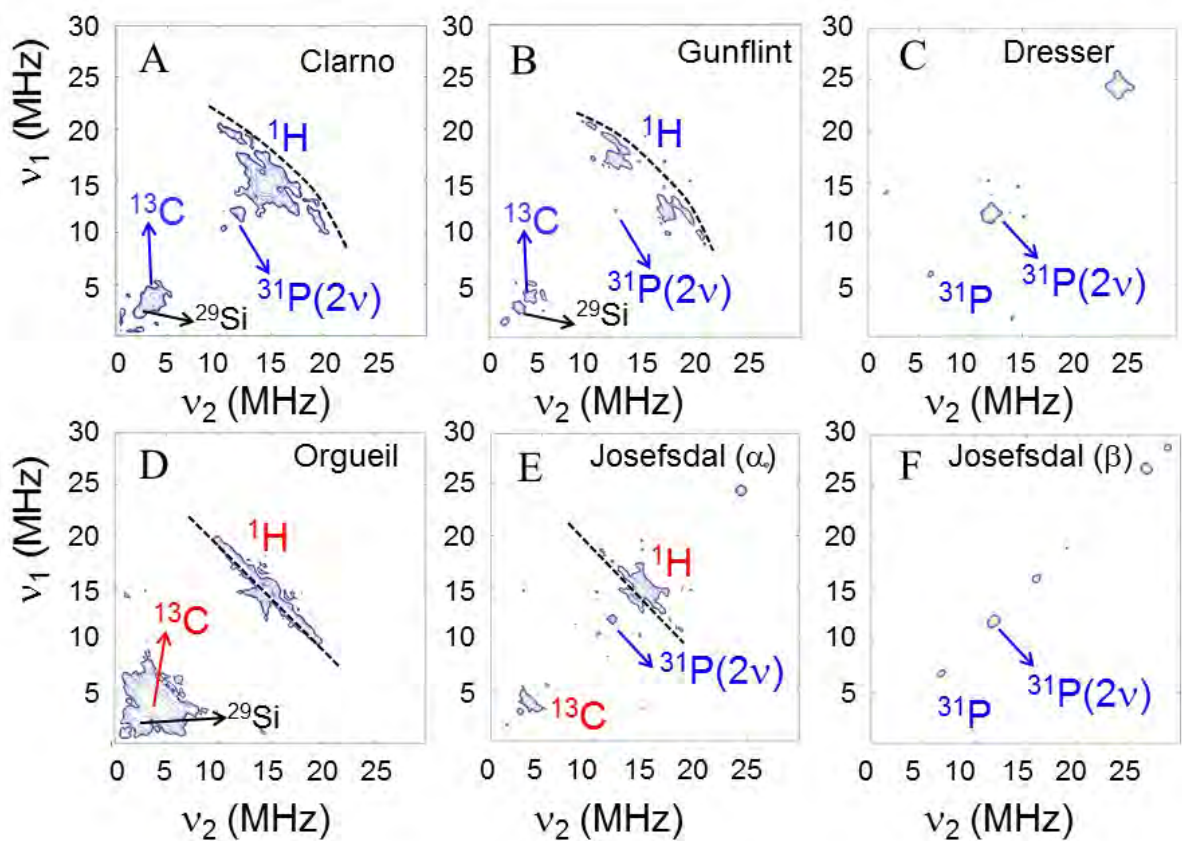 A Clarno
30
25
20
15
10
5
ν1 (MHz)
¹H
¹³C
³¹P(2ν)
²⁹Si
0 5 10 15 20 25
ν2 (MHz)
B Gunflint
30
25
20
15
10
5
¹H
¹³C
³¹P(2ν)
²⁹Si
0 5 10 15 20 25
ν2 (MHz)
C Dresser
30
25
20
15
10
5
³¹P
³¹P(2ν)
0 5 10 15 20 25
ν2 (MHz)
D Orgueil
30
25
20
15
10
5
ν1 (MHz)
¹H
¹³C
²⁹Si
0 5 10 15 20 25
ν2 (MHz)
E Josefsdal (α)
30
25
20
15
10
5
¹H
³¹P(2ν)
¹³C
0 5 10 15 20 25
ν2 (MHz)
F Josefsdal (β)
30
25
20
15
10
5
³¹P
³¹P(2ν)
0 5 10 15 20 25
ν2 (MHz)